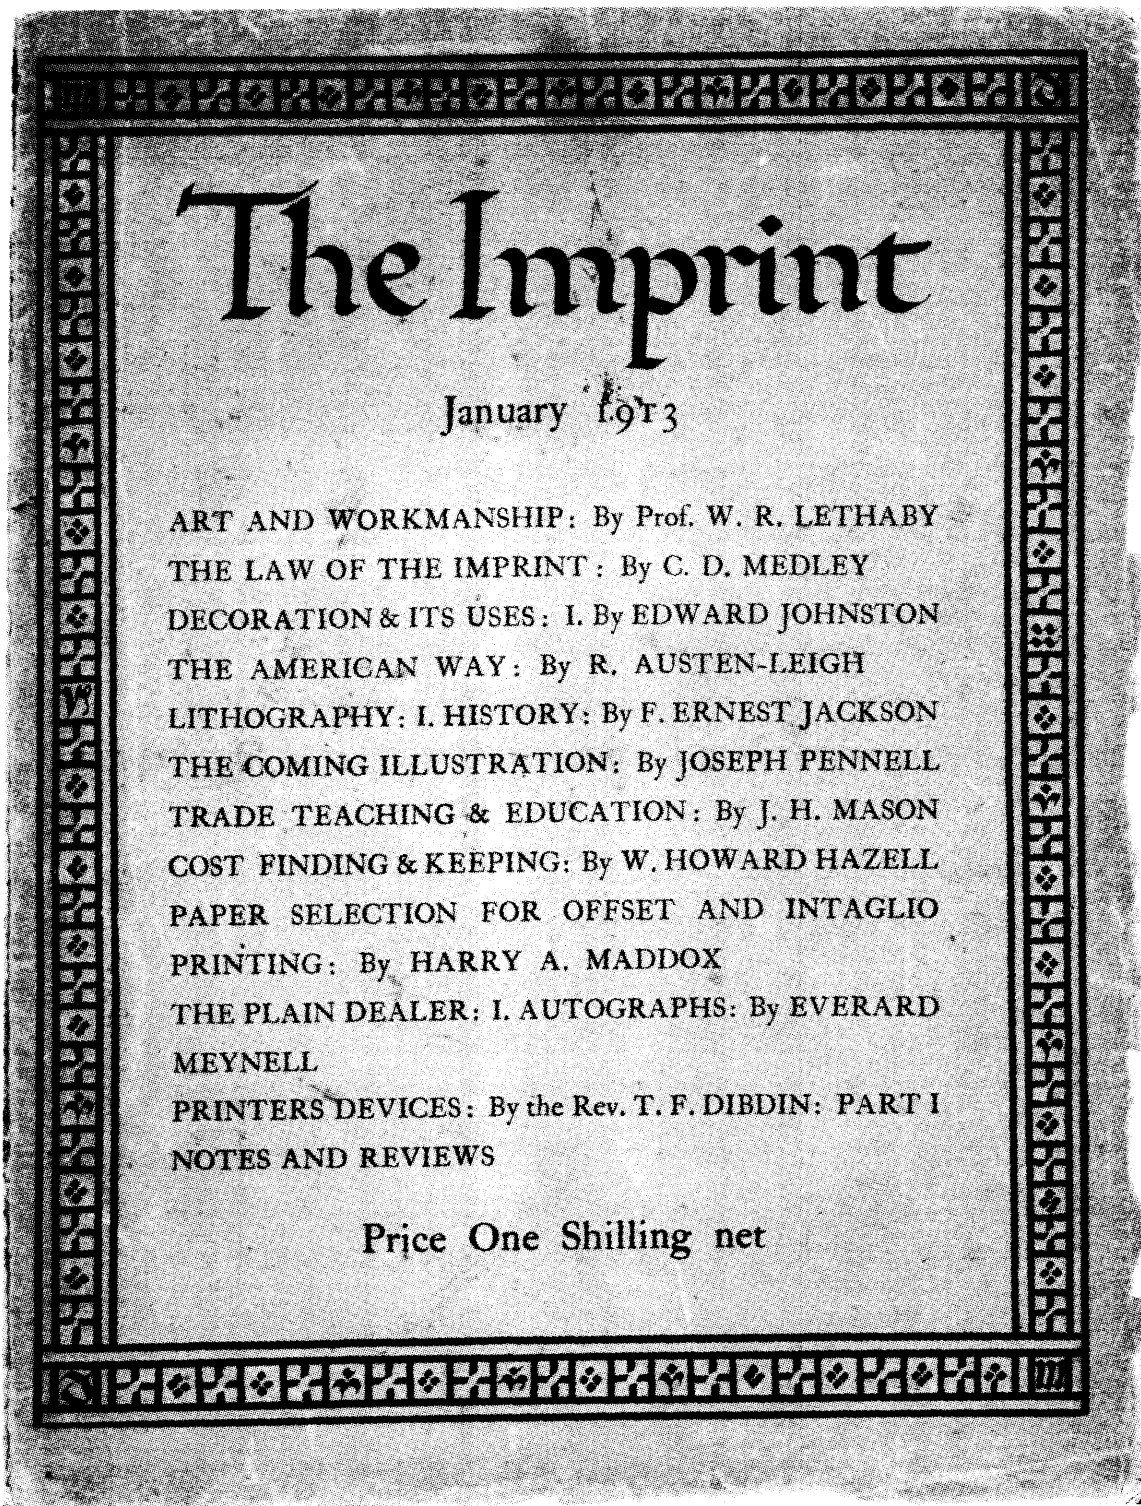 The Imprint
January 1913
ART AND WORKMANSHIP: By Prof. W. R. LETHABY
THE LAW OF THE IMPRINT: By C. D. MEDLEY
DECORATION & ITS USES: I. By EDWARD JOHNSTON
THE AMERICAN WAY: By R. AUSTEN-LEIGH
LITHOGRAPHY: I. HISTORY: By F. ERNEST JACKSON
THE COMING ILLUSTRATION: By JOSEPH PENNELL
TRADE TEACHING & EDUCATION: By J. H. MASON
COST FINDING & KEEPING: By W. HOWARD HAZELL
PAPER SELECTION FOR OFFSET AND INTAGLIO
PRINTING: By HARRY A. MADDOX
THE PLAIN DEALER: I. AUTOGRAPHS: By EVERARD
MEYNELL
PRINTERS DEVICES: By the Rev. T. F. DIBDIN: PART I
NOTES AND REVIEWS
Price One Shilling net